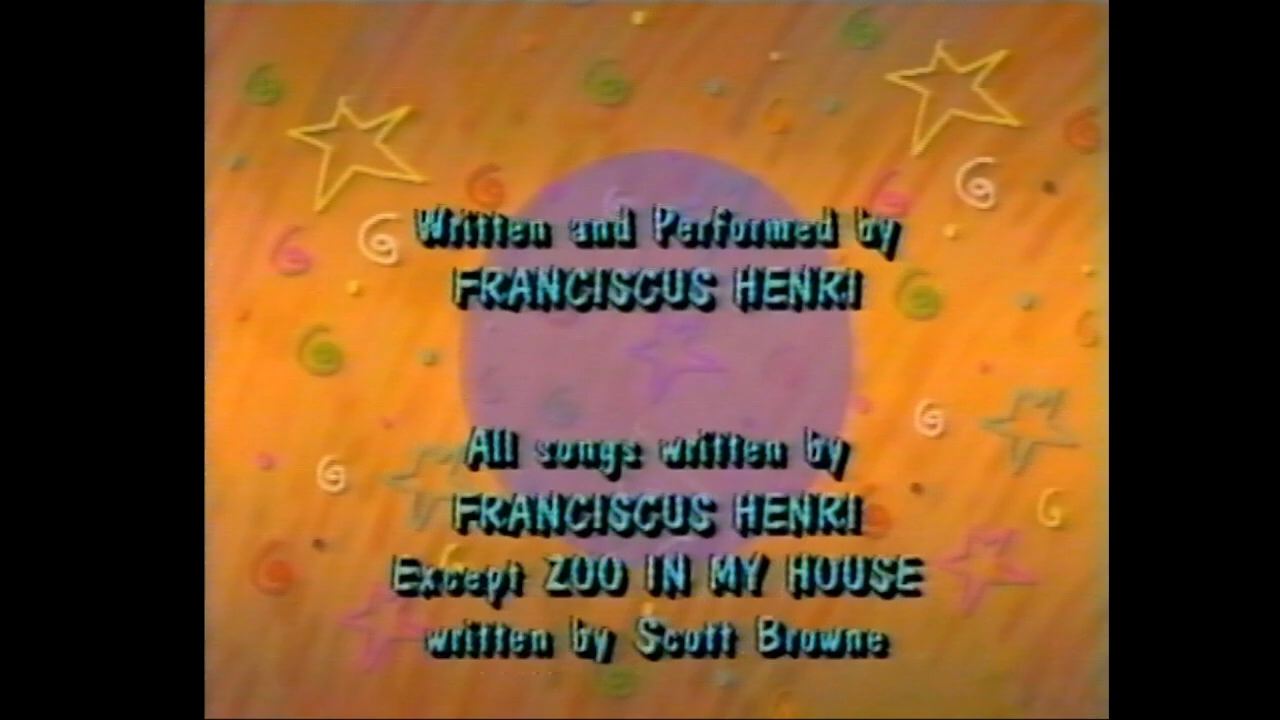 Written and Performed by
FRANCISCUS HENRI
All songs written by
FRANCISCUS HENRI
Except ZOO IN MY HOUSE
written by Scott Browne